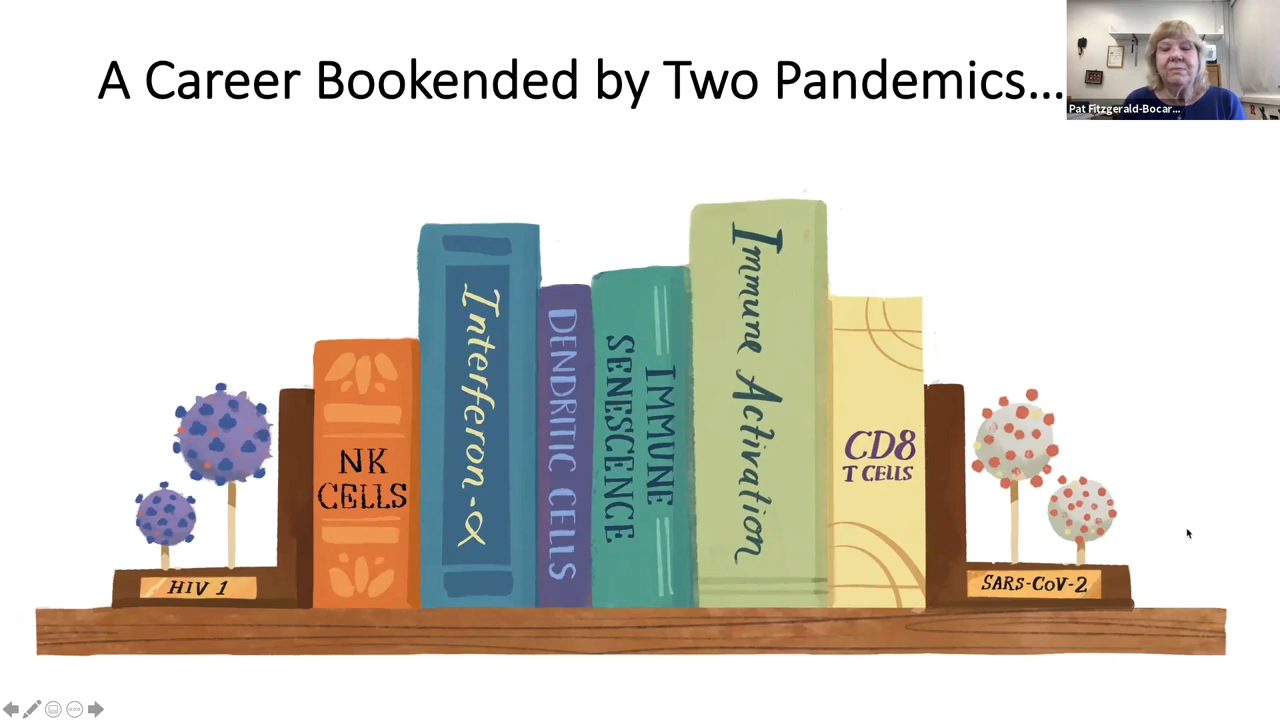 A Career Bookended by Two Pandemics...
Pat Fitzgerald-Bocar...
NK
CELLS
Interferon-α
DENDRITIC CELLS
IMMUNE
SENESCENCE
Immune Activation
CD8
T CELLS
HIV 1
SARS-CoV-2